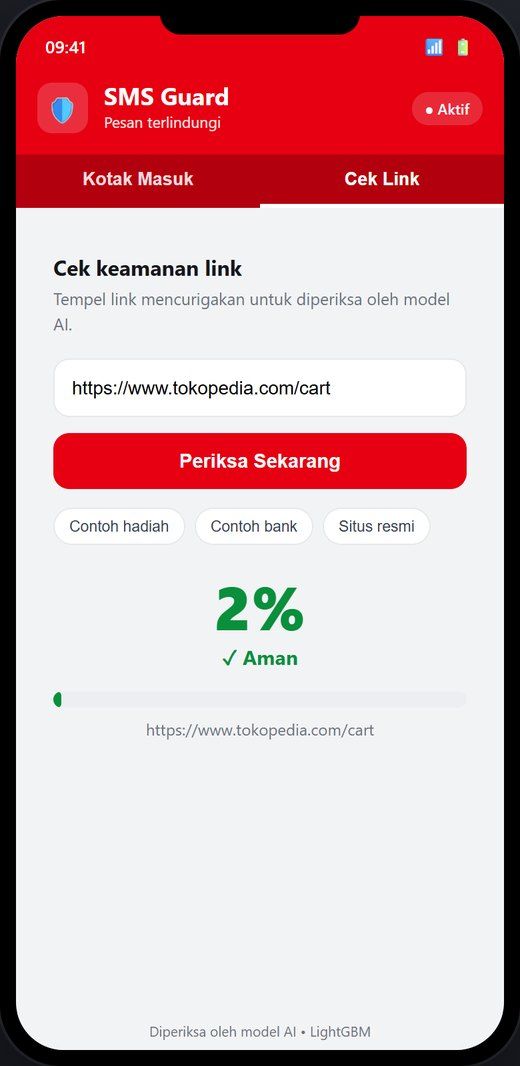 09:41
SMS Guard
Pesan terlindungi
● Aktif
Kotak Masuk
Cek Link
Cek keamanan link
Tempel link mencurigakan untuk diperiksa oleh model
AI.
https://www.tokopedia.com/cart
Periksa Sekarang
Contoh hadiah
Contoh bank
Situs resmi
2%
✓ Aman
https://www.tokopedia.com/cart
Diperiksa oleh model AI • LightGBM